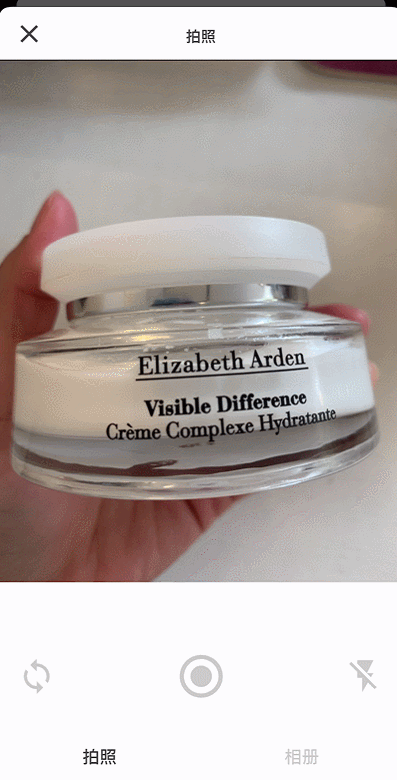 拍照
Elizabeth Arden
Visible Difference
Crème Complexe Hydratante
拍照
相册